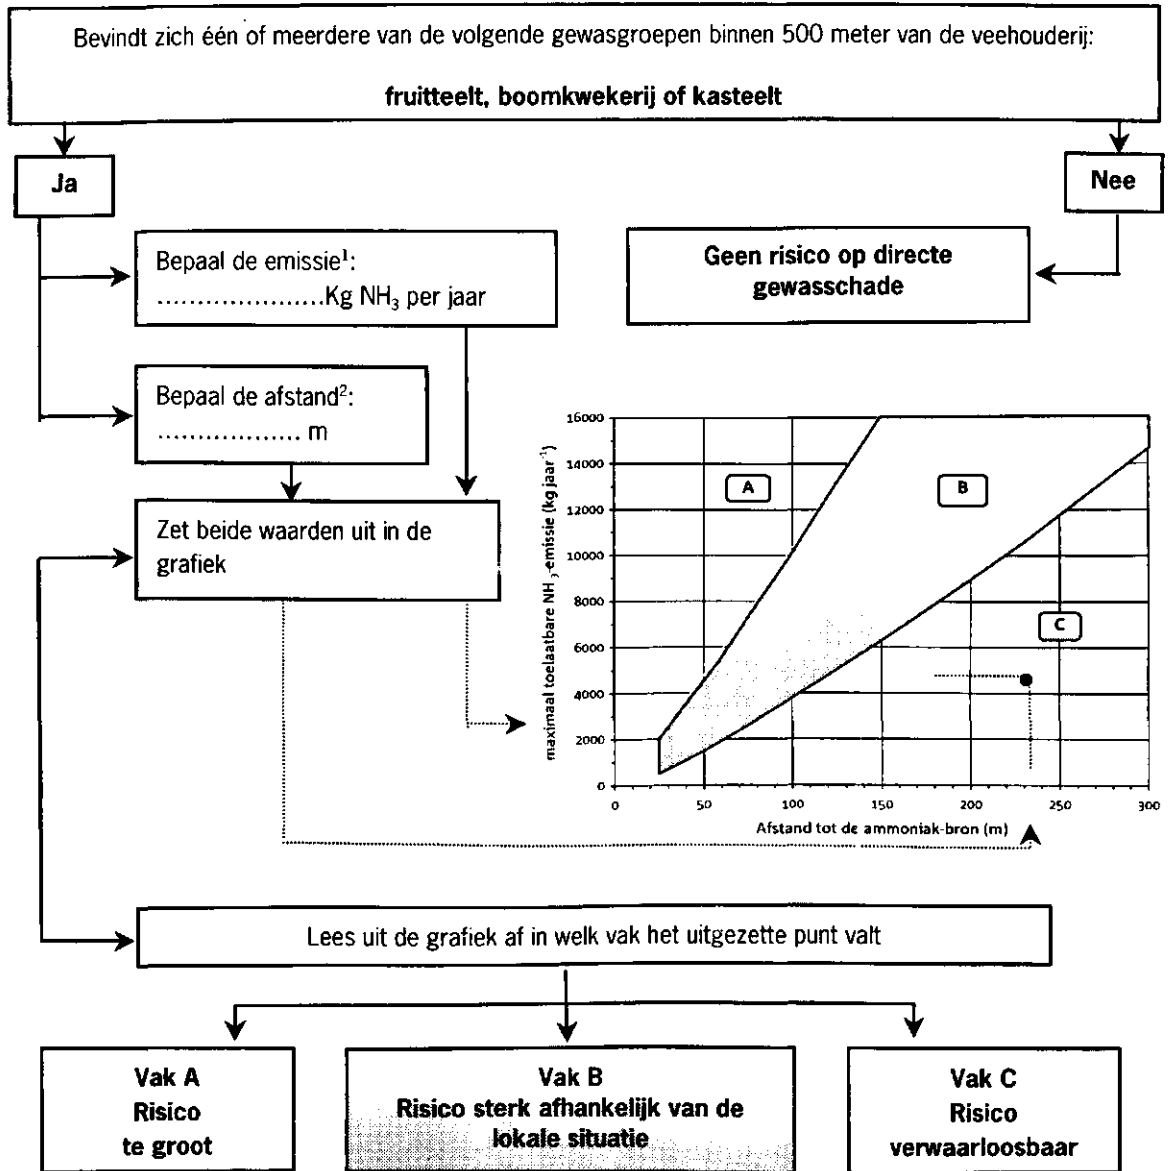 Bevindt zich één of meerdere van de volgende gewasgroepen binnen 500 meter van de veehouderij:
fruitteelt, boomkwekerij of kasteelt
Ja
Nee
Bepaal de emissie¹:
......................Kg NH₃ per jaar
Geen risico op directe
gewasschade
Bepaal de afstand²:
................... m
Zet beide waarden uit in de
grafiek
maximaal toelaatbare NH₃-emissie (kg jaar⁻¹)
16000
14000
12000
10000
8000
6000
4000
2000
0
A
B
C
0 50 100 150 200 250 300
Afstand tot de ammoniak-bron (m)
Lees uit de grafiek af in welk vak het uitgezette punt valt
Vak A
Risico
te groot
Vak B
Risico sterk afhankelijk van de
lokale situatie
Vak C
Risico
verwaarloosbaar